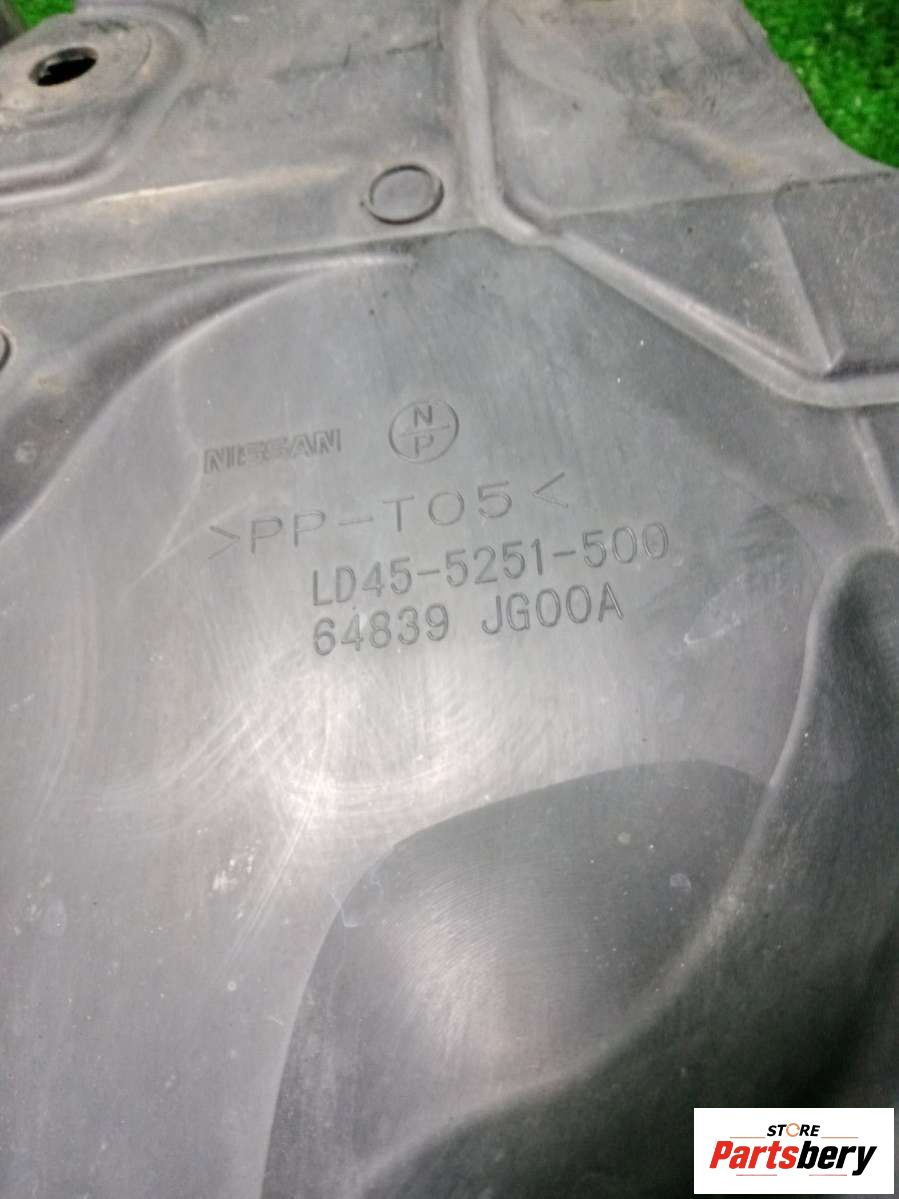 NISSAN
N
P
>PP-T05<
LD45-5251-500
64839 JG00A
STORE
Partsbery